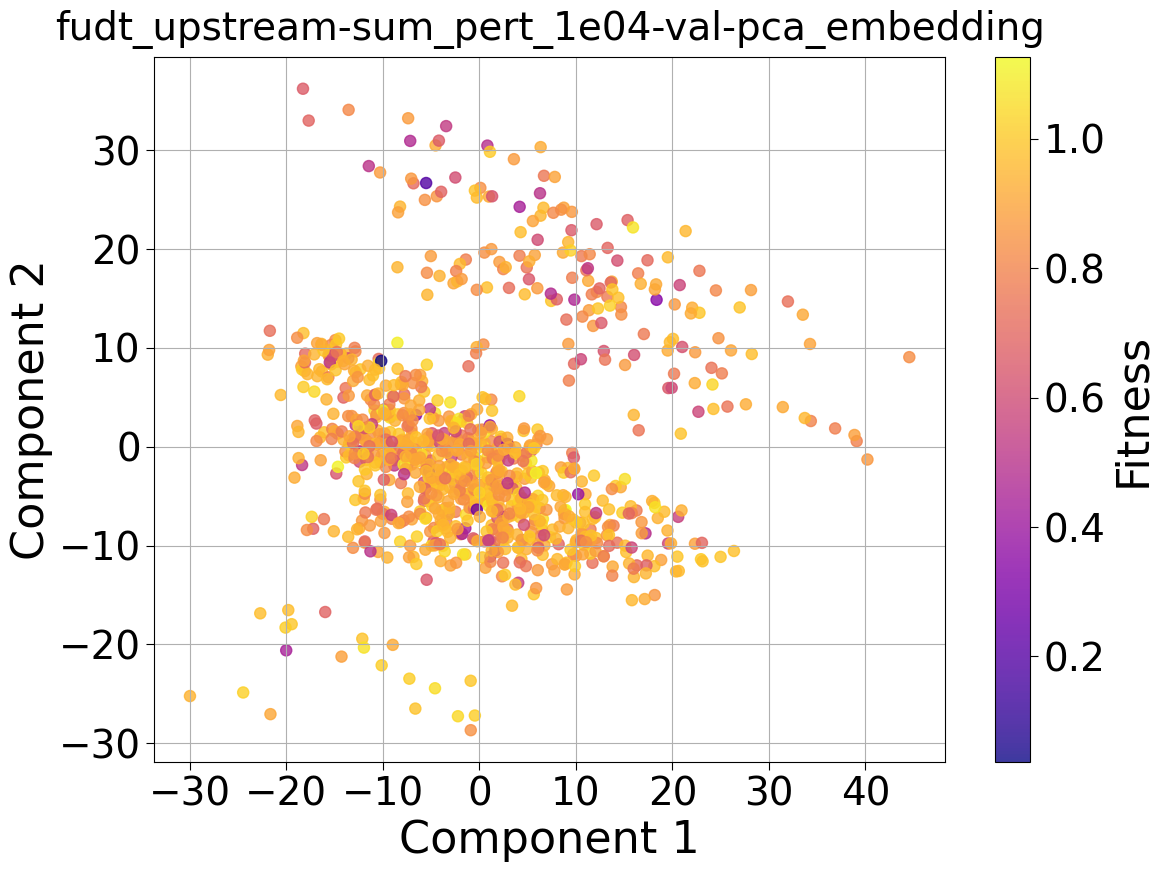 fudt_upstream-sum_pert_1e04-val-pca_embedding
30
20
10
0
−10
−20
−30
Component 2
−30 −20 −10 0 10 20 30 40
Component 1
1.0
0.8
0.6
0.4
0.2
Fitness